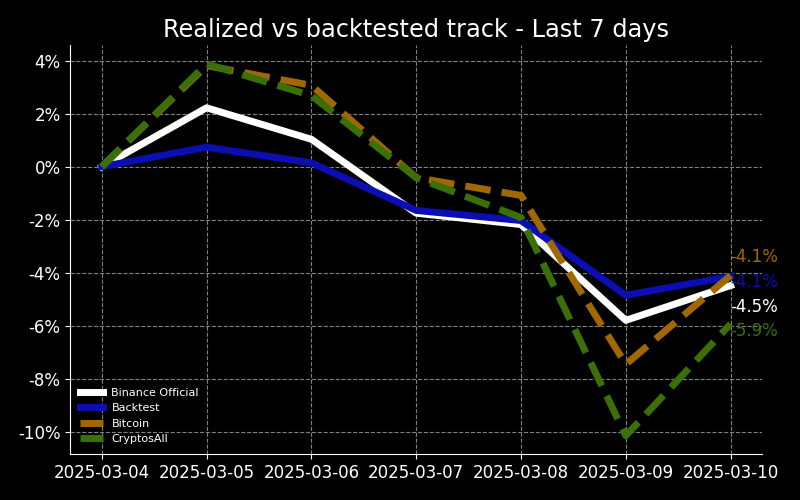 Realized vs backtested track - Last 7 days
4%
2%
0%
-2%
-4%
-6%
-8%
-10%
-4.1%
-4.1%
-4.5%
-5.9%
Binance Official
Backtest
Bitcoin
CryptosAll
2025-03-04 2025-03-05 2025-03-06 2025-03-07 2025-03-08 2025-03-09 2025-03-10